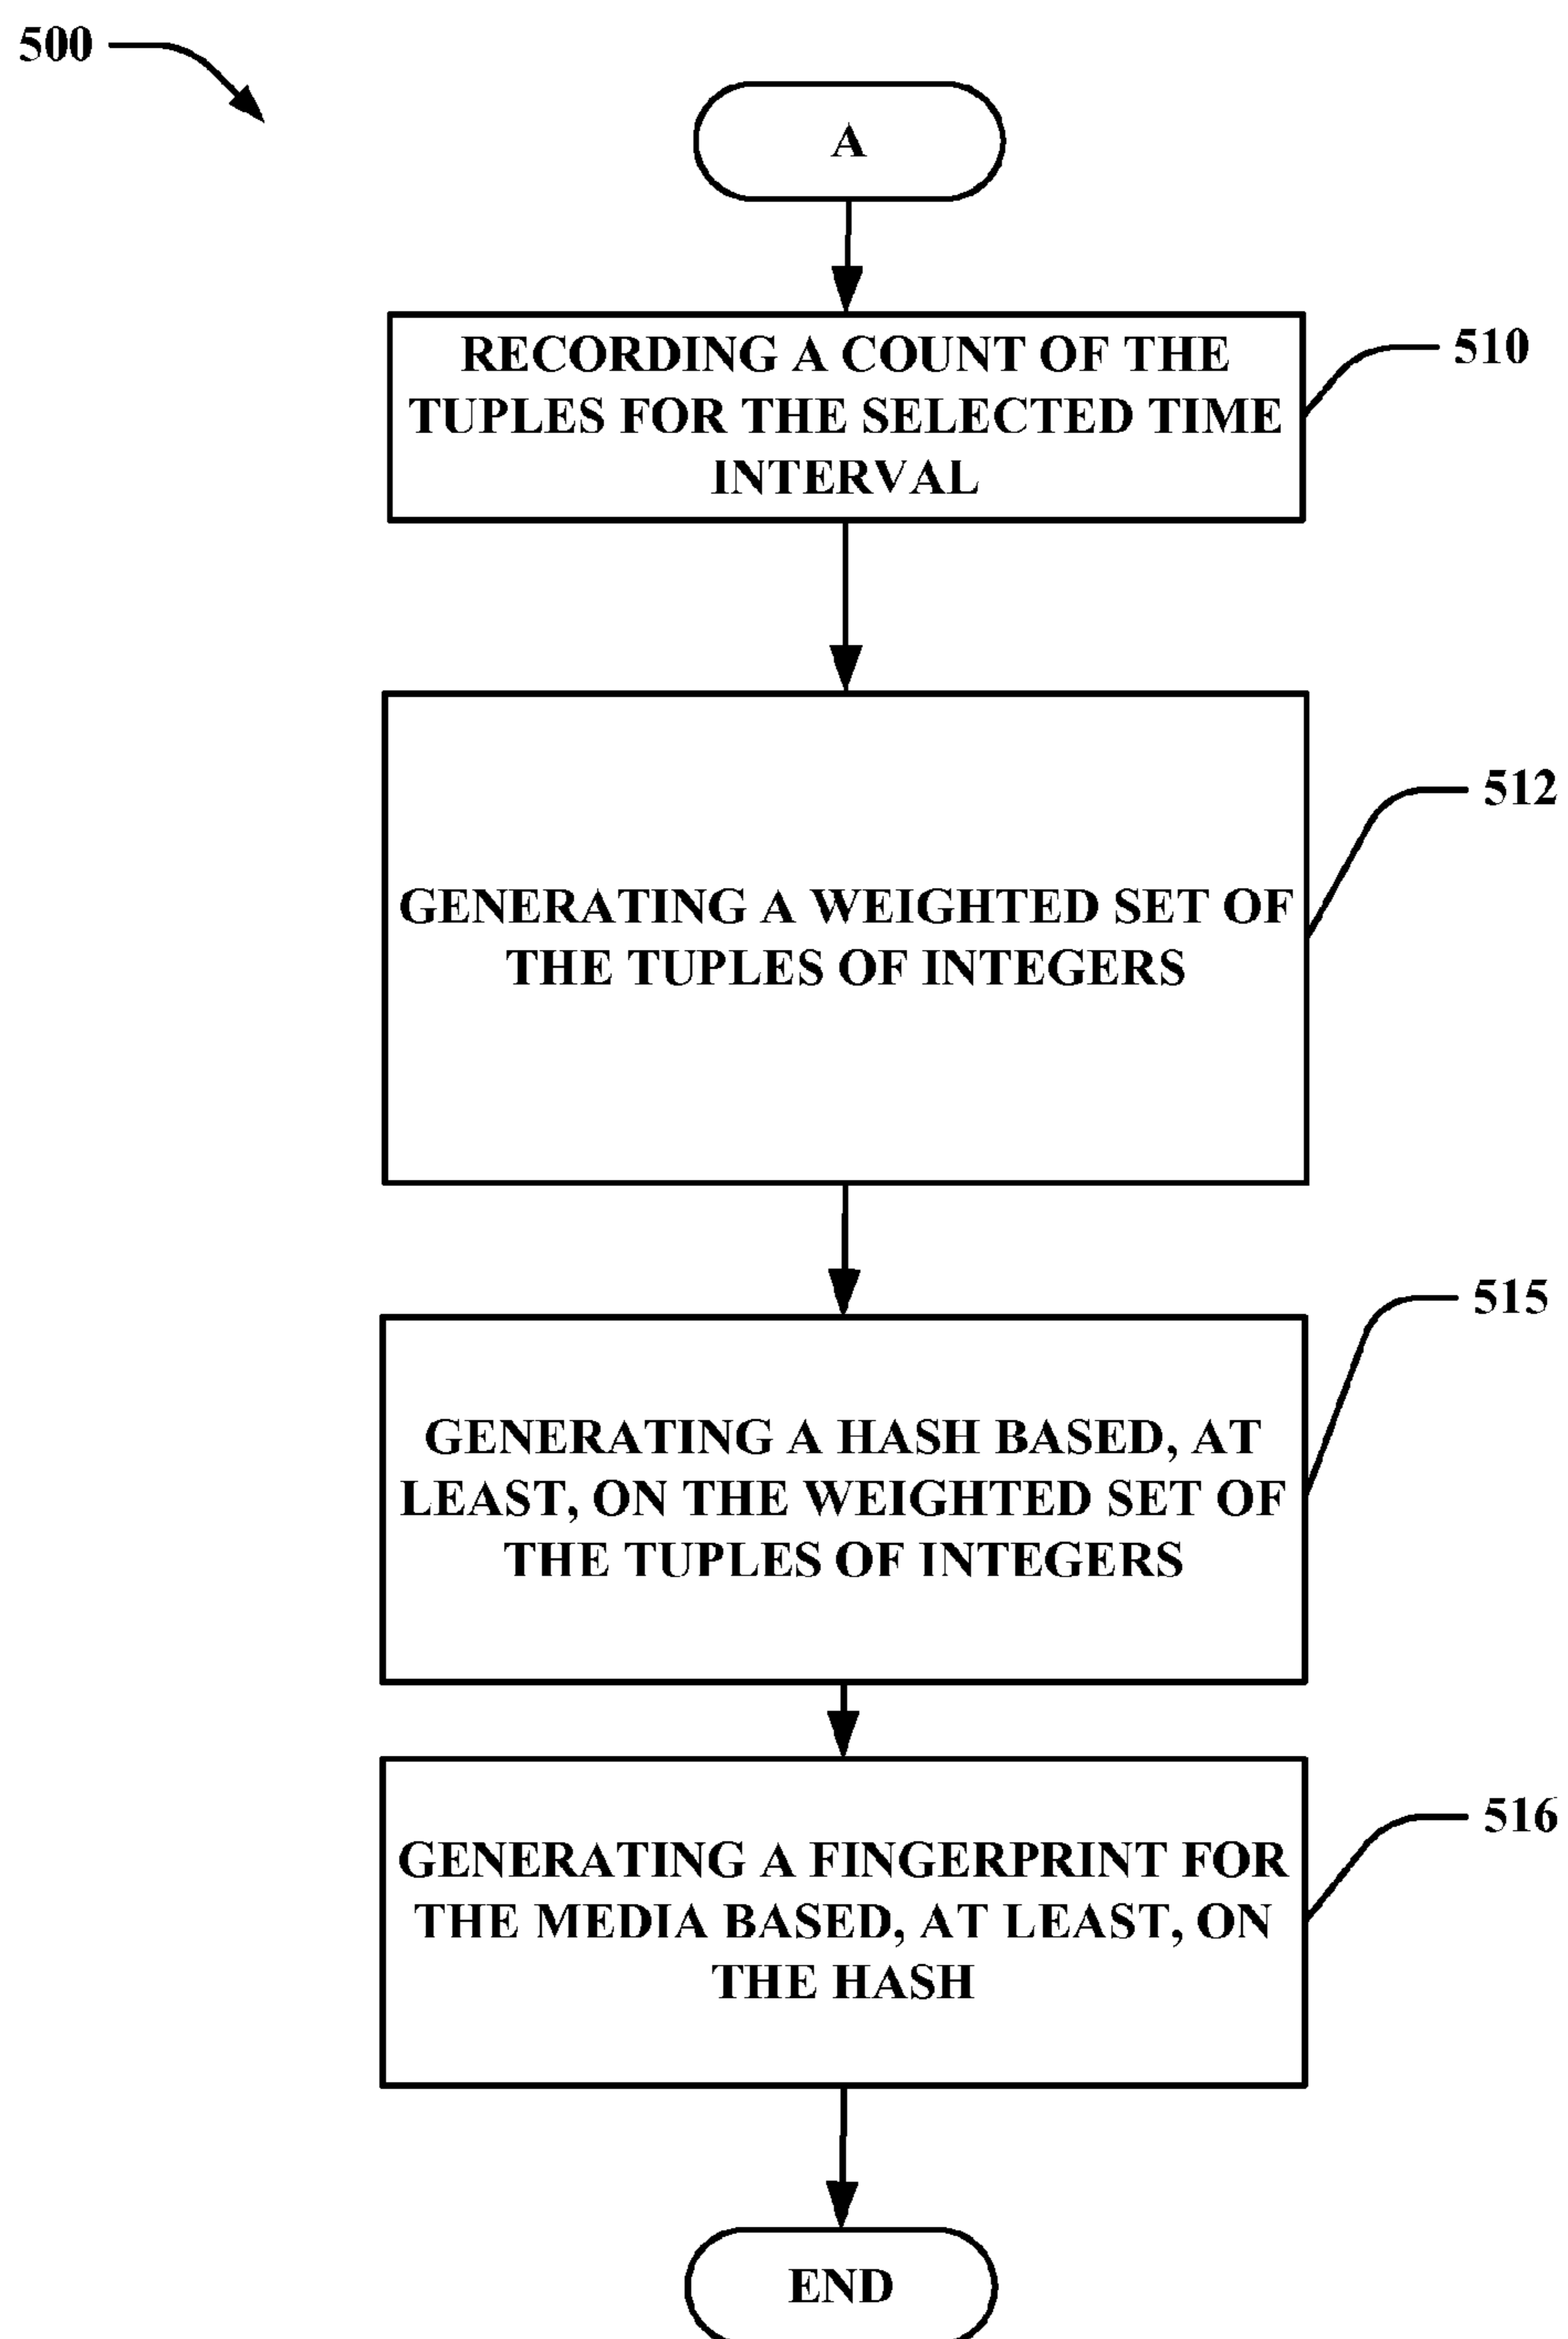 500
A
RECORDING A COUNT OF THE
TUPLES FOR THE SELECTED TIME
INTERVAL
510
GENERATING A WEIGHTED SET OF
THE TUPLES OF INTEGERS
512
GENERATING A HASH BASED, AT
LEAST, ON THE WEIGHTED SET OF
THE TUPLES OF INTEGERS
515
GENERATING A FINGERPRINT FOR
THE MEDIA BASED, AT LEAST, ON
THE HASH
516
END